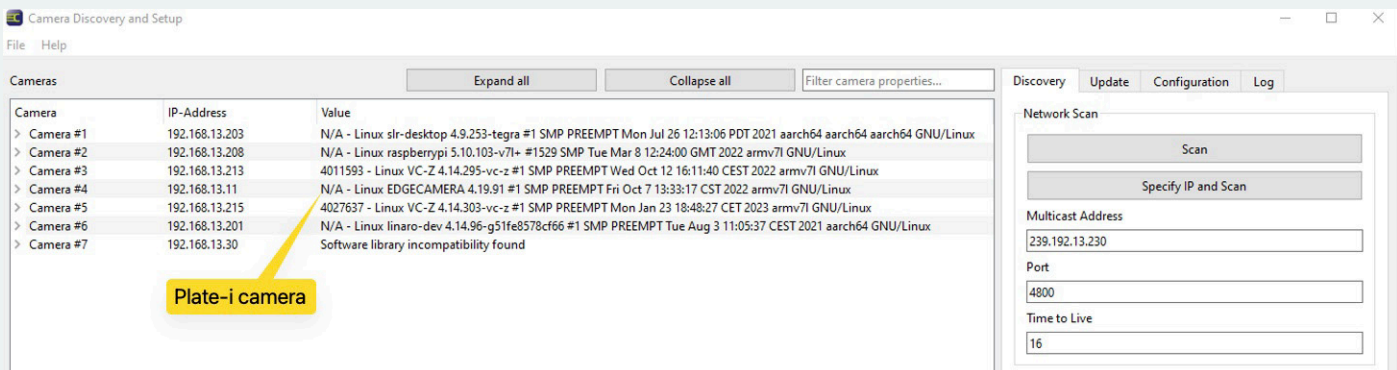 Camera Discovery and Setup
File Help
Cameras Expand all Collapse all Filter camera properties...
Camera IP-Address Value
Camera #1 192.168.13.203 N/A - Linux slr-desktop 4.9.253-tegra #1 SMP PREEMPT Mon Jul 26 12:13:06 PDT 2021 aarch64 aarch64 aarch64 GNU/Linux
Camera #2 192.168.13.208 N/A - Linux raspberrypi 5.10.103-v7l+ #1529 SMP Tue Mar 8 12:24:00 GMT 2022 armv7l GNU/Linux
Camera #3 192.168.13.213 4011593 - Linux VC-Z 4.14.295-vc-z #1 SMP PREEMPT Wed Oct 12 16:11:40 CEST 2022 armv7l GNU/Linux
Camera #4 192.168.13.11 N/A - Linux EDGECAMERA 4.19.91 #1 SMP PREEMPT Fri Oct 7 13:33:17 CST 2022 armv7l GNU/Linux
Camera #5 192.168.13.215 4027637 - Linux VC-Z 4.14.303-vc-z #1 SMP PREEMPT Mon Jan 23 18:48:27 CET 2023 armv7l GNU/Linux
Camera #6 192.168.13.201 N/A - Linux linaro-dev 4.14.96-g51fe8578cf66 #1 SMP PREEMPT Tue Aug 3 11:05:37 CEST 2021 aarch64 GNU/Linux
Camera #7 192.168.13.30 Software library incompatibility found
Plate-i camera
Discovery Update Configuration Log
Network Scan
Scan
Specify IP and Scan
Multicast Address
239.192.13.230
Port
4800
Time to Live
16